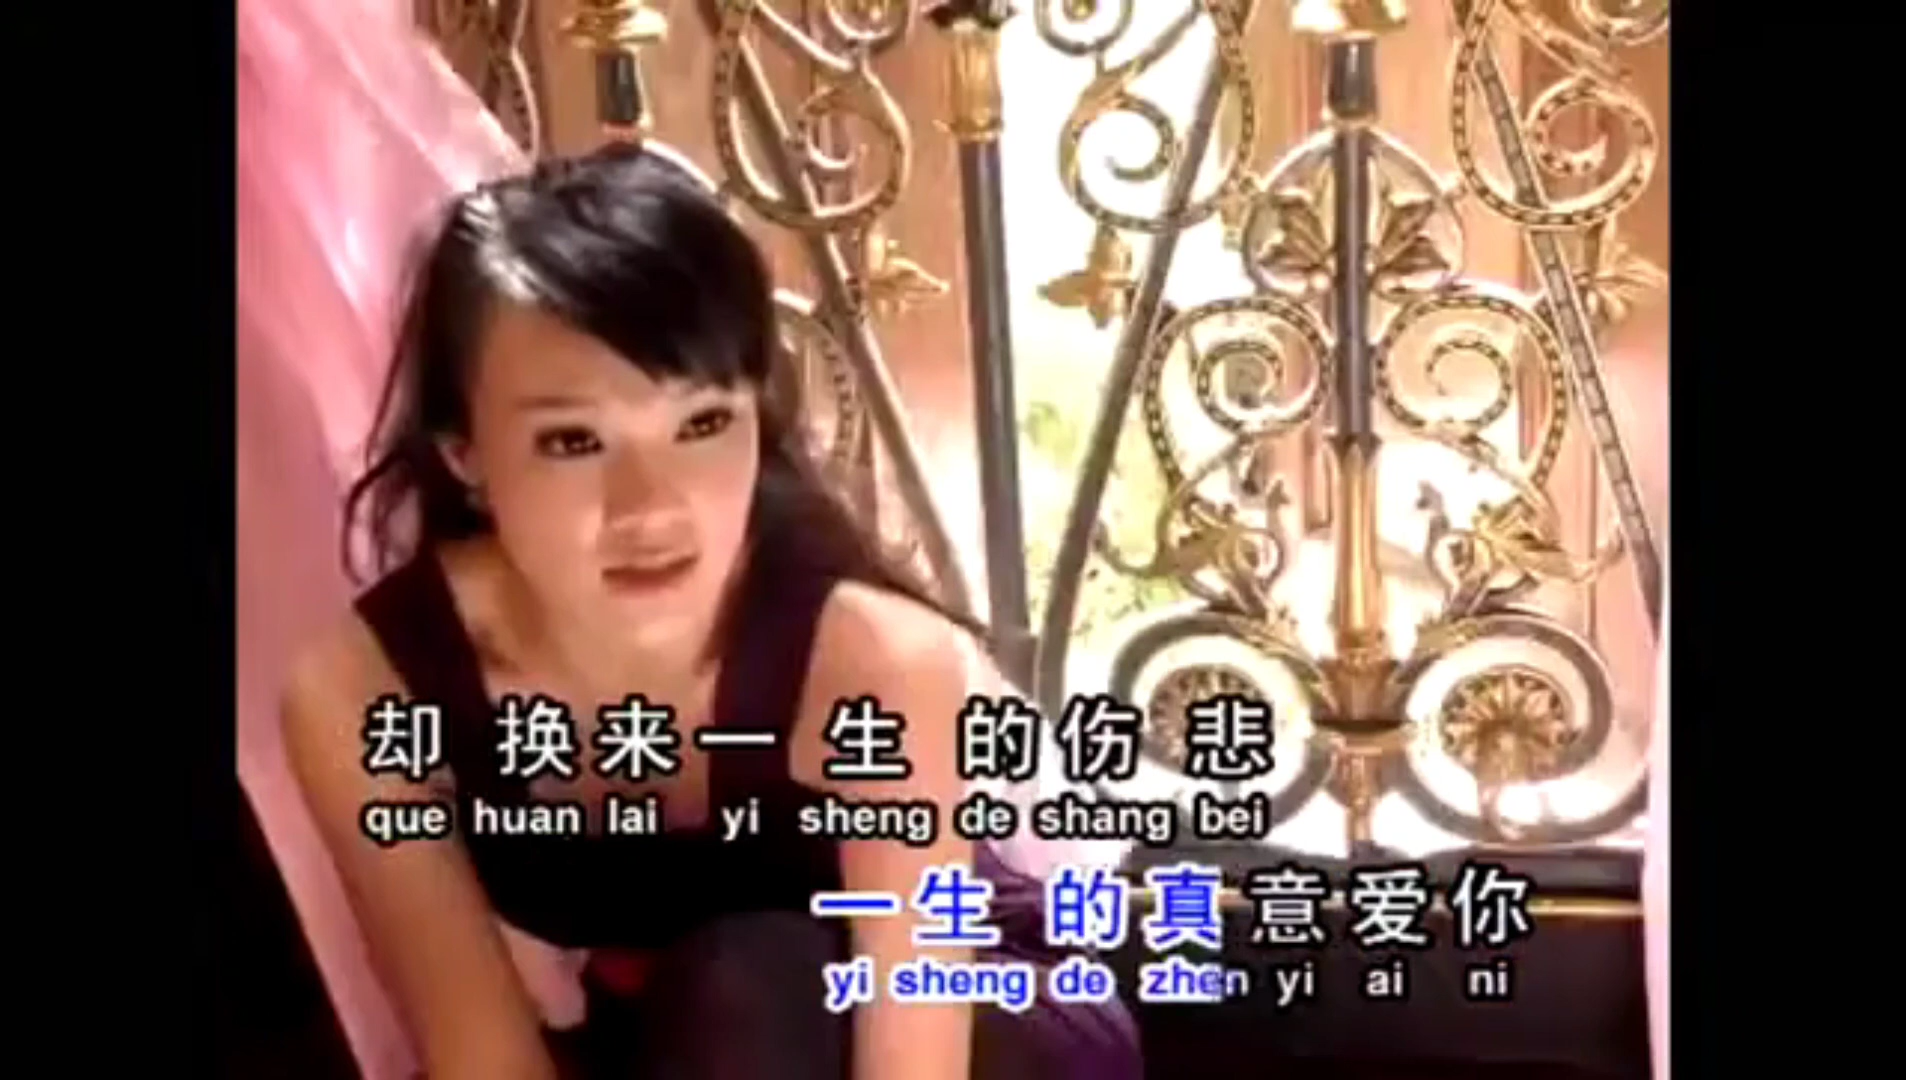 却 换来一 生 的伤 悲
que huan lai yi sheng de shang bei
一生 的真意爱你
yi sheng de zhen yi ai ni